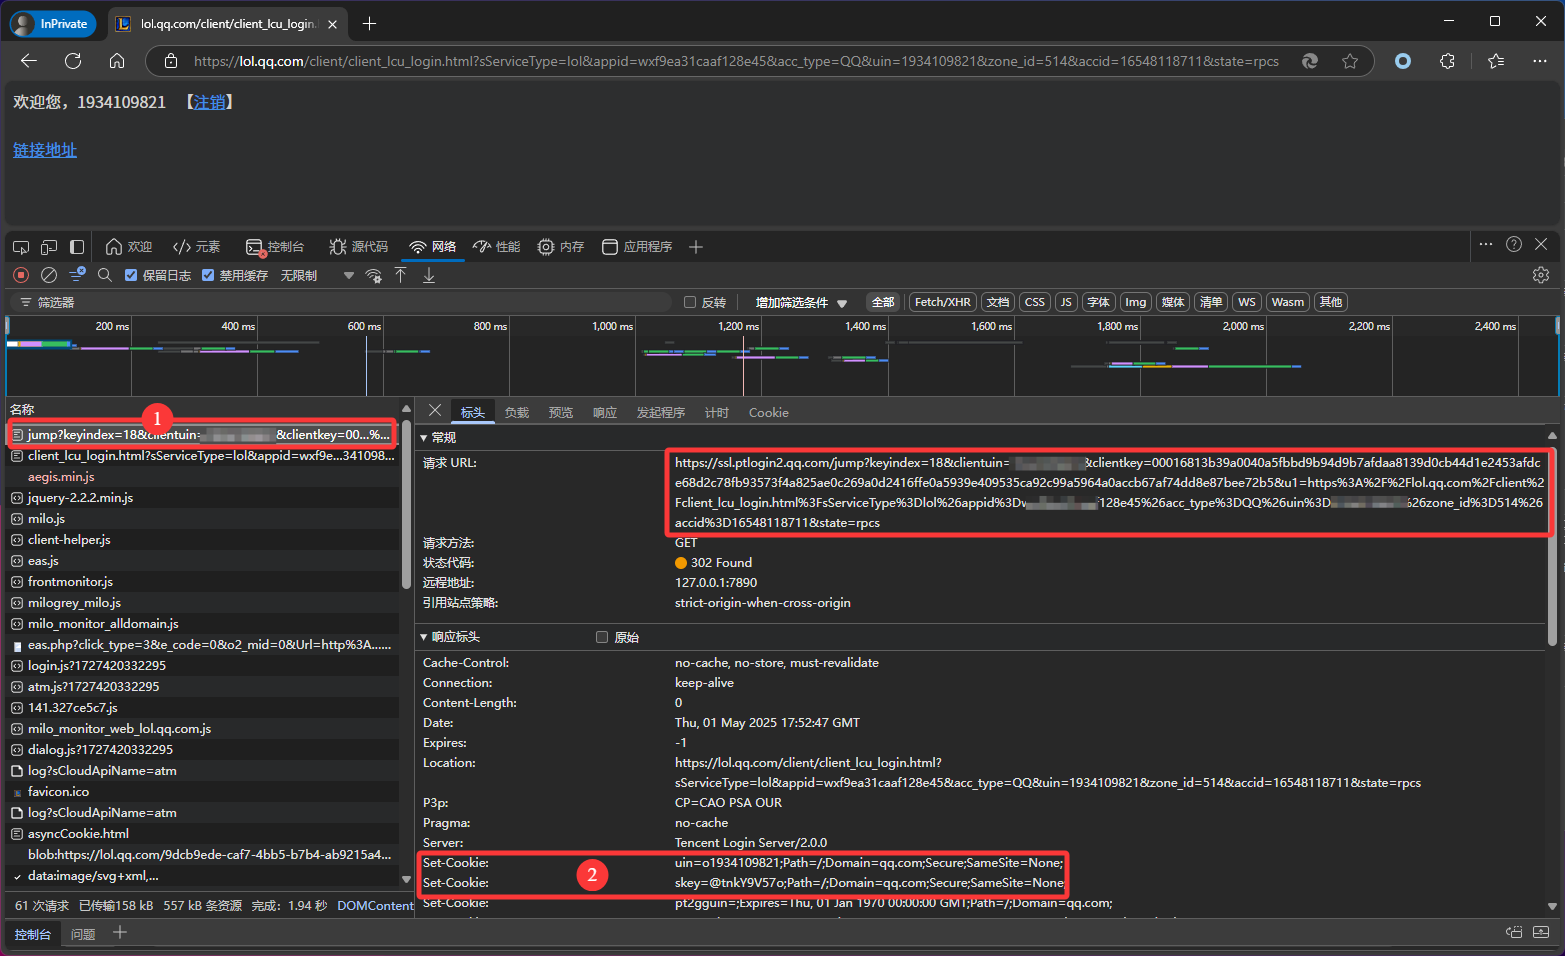 InPrivate
lol.qq.com/client/client_lcu_login.
https://lol.qq.com/client/client_lcu_login.html?sServiceType=lol&appid=wxf9ea31caaf128e45&acc_type=QQ&uin=1934109821&zone_id=514&accid=16548118711&state=rpcs
欢迎您，1934109821 【注销】
链接地址
欢迎 元素 控制台 源代码 网络 性能 内存 应用程序
保留日志 禁用缓存 无限制
筛选器 反转 增加筛选条件 全部 Fetch/XHR 文档 CSS JS 字体 Img 媒体 清单 WS Wasm 其他
200 ms 400 ms 600 ms 800 ms 1,000 ms 1,200 ms 1,400 ms 1,600 ms 1,800 ms 2,000 ms 2,200 ms 2,400 ms
名称
1
jump?keyindex=18&clientuin= &clientkey=00...%...
client_lcu_login.html?sServiceType=lol&appid=wxf9e...341098...
aegis.min.js
jquery-2.2.2.min.js
milo.js
client-helper.js
eas.js
frontmonitor.js
milogrey_milo.js
milo_monitor_alldomain.js
eas.php?click_type=3&e_code=0&o2_mid=0&Url=http%3A......
login.js?1727420332295
atm.js?1727420332295
141.327ce5c7.js
milo_monitor_web_lol.qq.com.js
dialog.js?1727420332295
log?sCloudApiName=atm
favicon.ico
log?sCloudApiName=atm
asyncCookie.html
blob:https://lol.qq.com/9dcb9ede-caf7-4bb5-b7b4-ab9215a4...
data:image/svg+xml,...
61 次请求 已传输158 kB 557 kB 条资源 完成：1.94 秒 DOMContent
标头 负载 预览 响应 发起程序 计时 Cookie
常规
请求 URL: https://ssl.ptlogin2.qq.com/jump?keyindex=18&clientuin= &clientkey=00016813b39a0040a5fbbd9b94d9b7afdaa8139d0cb44d1e2453afdc
e68d2c78fb93573f4a825ae0c269a0d2416ffe0a5939e409535ca92c99a5964a0accb67af74dd8e87bee72b5&u1=https%3A%2F%2Flol.qq.com%2Fclient%2
Fclient_lcu_login.html%3FsServiceType%3Dlol%26appid%3Dw f128e45%26acc_type%3DQQ%26uin%3D %26zone_id%3D514%26
accid%3D16548118711&state=rpcs
请求方法: GET
状态代码: 302 Found
远程地址: 127.0.0.1:7890
引用站点策略: strict-origin-when-cross-origin
响应标头 原始
Cache-Control: no-cache, no-store, must-revalidate
Connection: keep-alive
Content-Length: 0
Date: Thu, 01 May 2025 17:52:47 GMT
Expires: -1
Location: https://lol.qq.com/client/client_lcu_login.html?
sServiceType=lol&appid=wxf9ea31caaf128e45&acc_type=QQ&uin=1934109821&zone_id=514&accid=16548118711&state=rpcs
P3p: CP=CAO PSA OUR
Pragma: no-cache
Server: Tencent Login Server/2.0.0
Set-Cookie: uin=o1934109821;Path=/;Domain=qq.com;Secure;SameSite=None;
2
Set-Cookie: skey=@tnkY9V57o;Path=/;Domain=qq.com;Secure;SameSite=None;
Set-Cookie: pt2gguin=;Expires=Thu, 01 Jan 1970 00:00:00 GMT;Path=/;Domain=qq.com;
控制台 问题